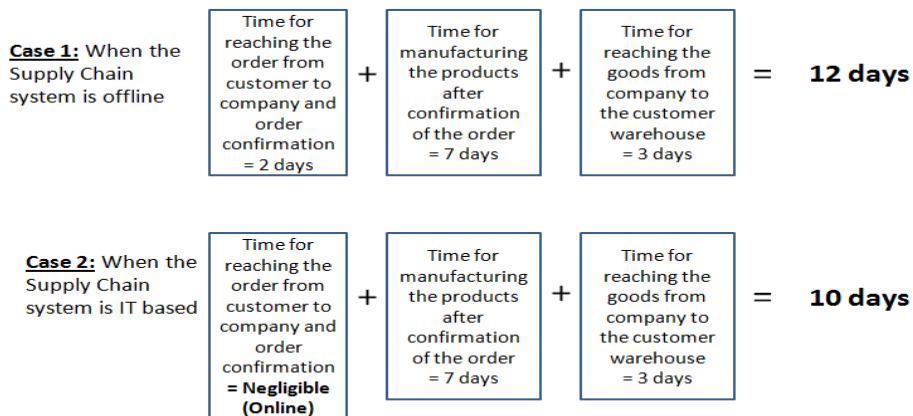 Case 1: When the
Supply Chain
system is offline
Time for
reaching the
order from
customer to
company and
order
confirmation
= 2 days
+
Time for
manufacturing
the products
after
confirmation
of the order
= 7 days
+
Time for
reaching the
goods from
company to
the customer
warehouse
= 3 days
=
12 days
Case 2: When the
Supply Chain
system is IT based
Time for
reaching the
order from
customer to
company and
order
confirmation
= Negligible
(Online)
+
Time for
manufacturing
the products
after
confirmation
of the order
= 7 days
+
Time for
reaching the
goods from
company to
the customer
warehouse
= 3 days
=
10 days